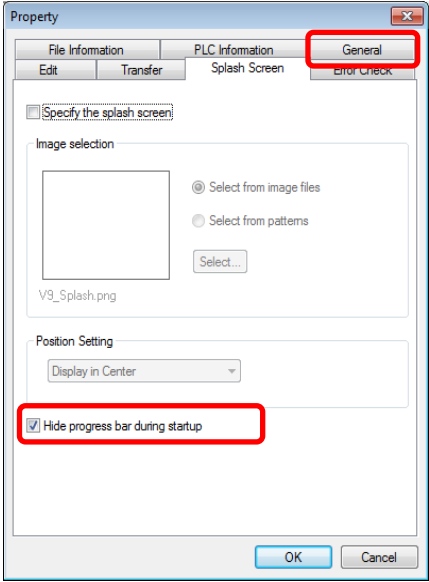 Property
File Information PLC Information General
Edit Transfer Splash Screen Error Check
Specify the splash screen
Image selection
Select from image files
Select from patterns
Select...
V9_Splash.png
Position Setting
Display in Center
Hide progress bar during startup
OK Cancel